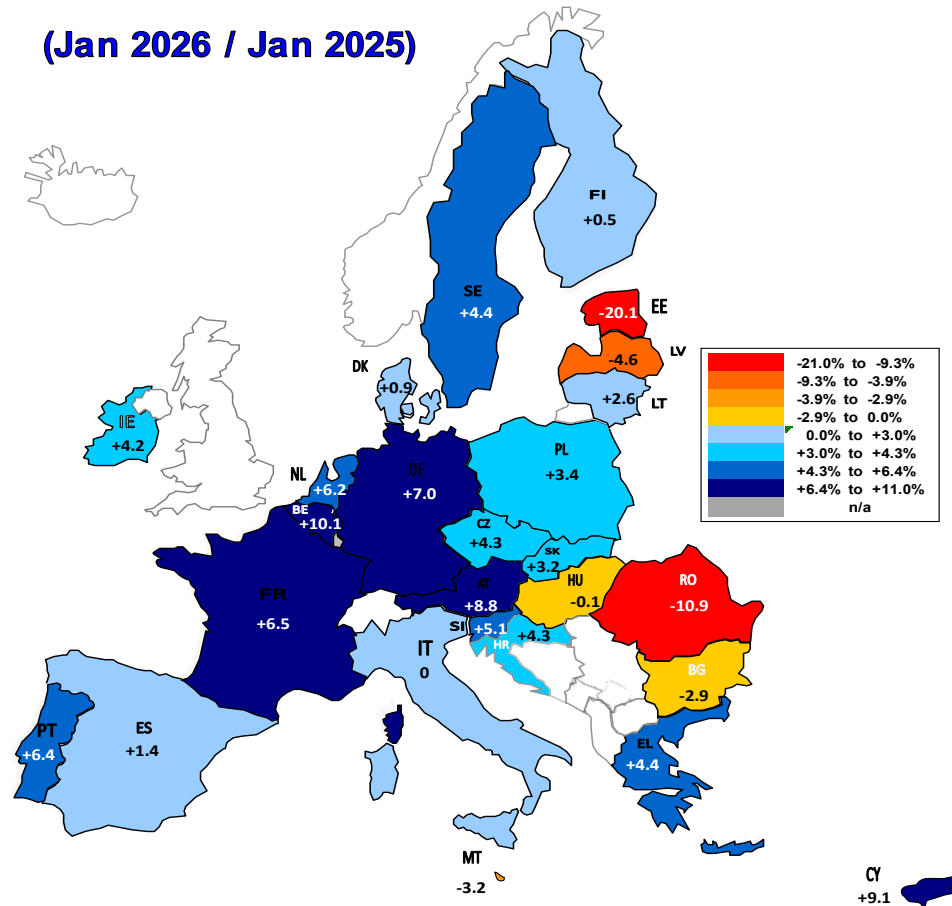 (Jan 2026 / Jan 2025)
FI
+0.5
SE
+4.4
EE
-20.1
LV
-4.6
DK
+0.9
+2.6
LT
-21.0% to -9.3%
-9.3% to -3.9%
-3.9% to -2.9%
-2.9% to 0.0%
0.0% to +3.0%
+3.0% to +4.3%
+4.3% to +6.4%
+6.4% to +11.0%
n/a
IE
+4.2
PL
+3.4
NL
+6.2
DE
+7.0
BE
+10.1
CZ
+4.3
SK
+3.2
FR
+6.5
AT
+8.8
HU
-0.1
RO
-10.9
SI
+5.1
+4.3
HR
IT
0
BG
-2.9
PT
+6.4
ES
+1.4
EL
+4.4
MT
-3.2
CY
+9.1